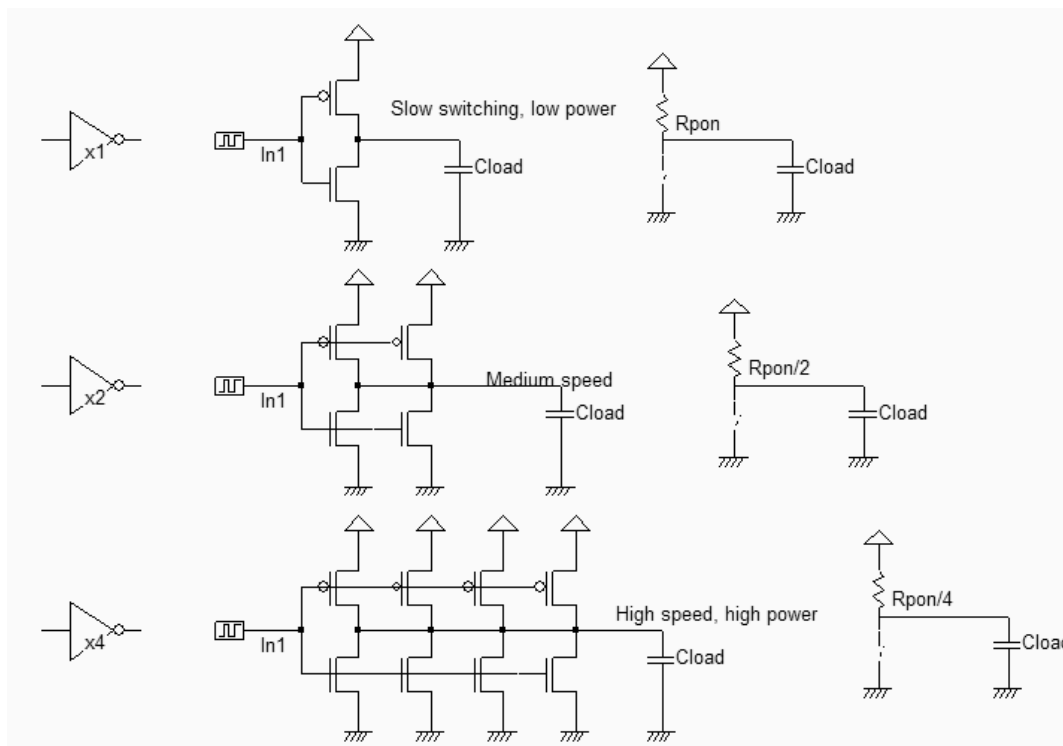 Slow switching, low power
Rpon
x1
In1
Cload
Cload
Rpon/2
x2
Medium speed
In1
Cload
Cload
Rpon/4
High speed, high power
x4
In1
Cload
Cload